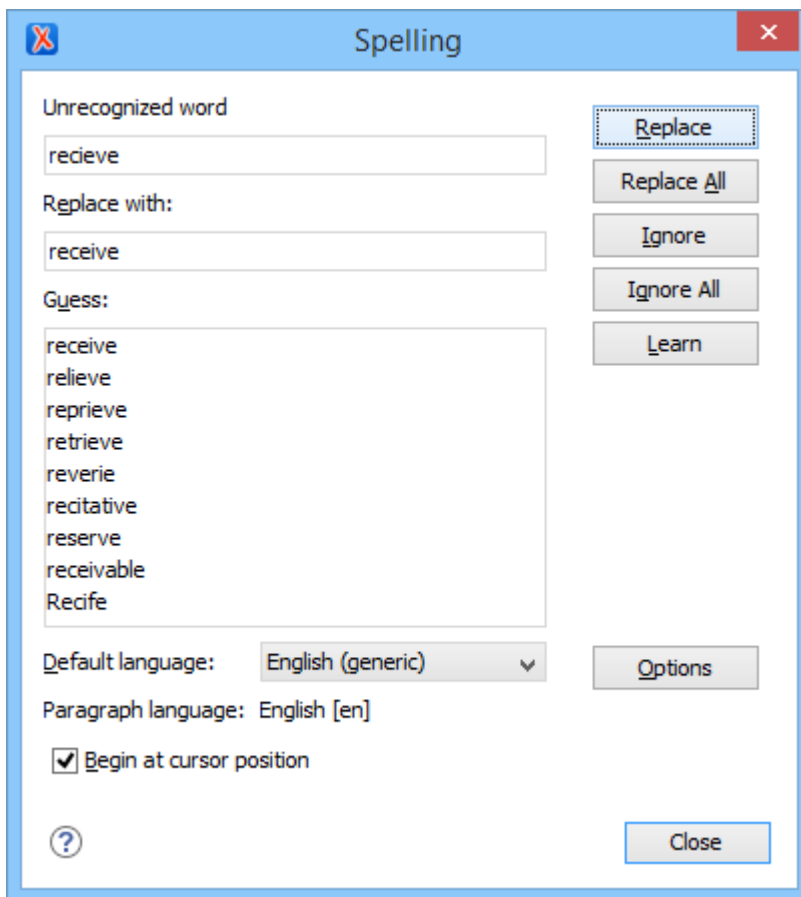 Spelling
Unrecognized word
recieve
Replace with:
receive
Guess:
receive
relieve
reprieve
retrieve
reverie
recitative
reserve
receivable
Recife
Default language: English (generic)
Paragraph language: English [en]
Begin at cursor position
Replace
Replace All
Ignore
Ignore All
Learn
Options
?
Close